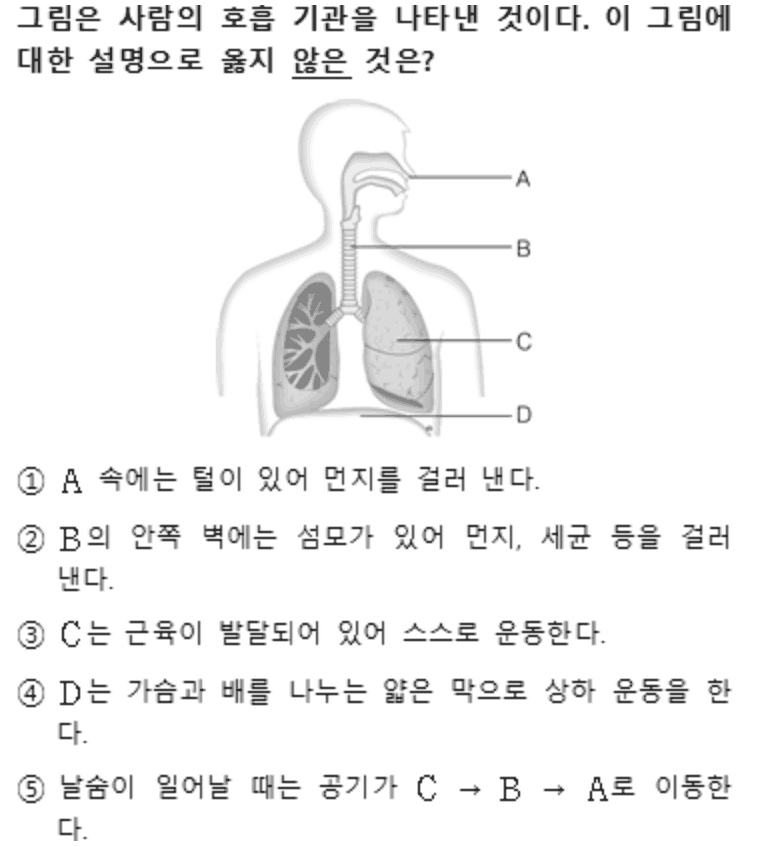 그림은 사람의 호흡 기관을 나타낸 것이다. 이 그림에
대한 설명으로 옳지 않은 것은?
A
B
C
D
① A 속에는 털이 있어 먼지를 걸러 낸다.
② B의 안쪽 벽에는 섬모가 있어 먼지, 세균 등을 걸러
낸다.
③ C는 근육이 발달되어 있어 스스로 운동한다.
④ D는 가슴과 배를 나누는 얇은 막으로 상하 운동을 한
다.
⑤ 날숨이 일어날 때는 공기가 C → B → A로 이동한
다.